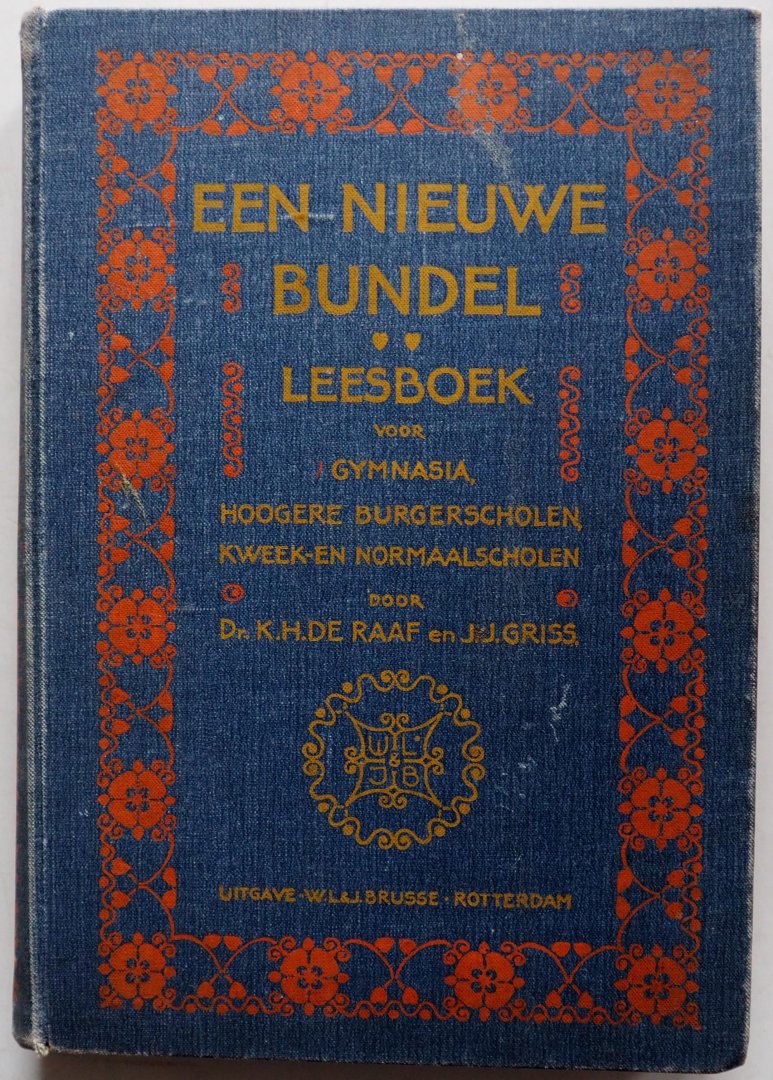 EEN NIEUWE
BUNDEL
LEESBOEK
VOOR
GYMNASIA,
HOOGERE BURGERSCHOLEN,
KWEEK-EN NORMAALSCHOLEN
DOOR
Dr. K.H. DE RAAF en J.J. GRISS,
W.L.
&
J.B
UITGAVE · W.L & J. BRUSSE · ROTTERDAM